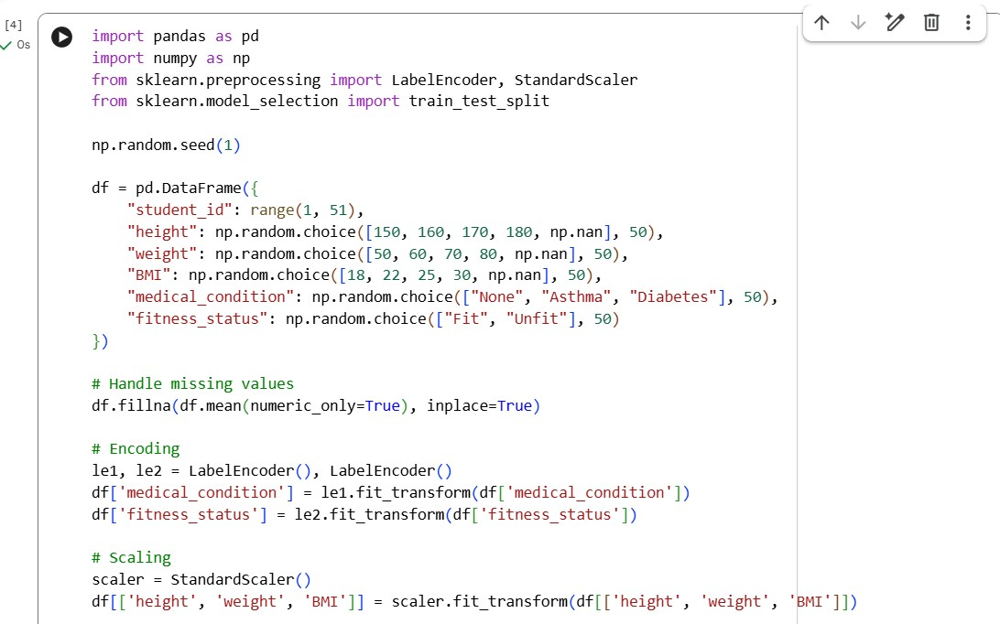 [4]
0s
import pandas as pd
import numpy as np
from sklearn.preprocessing import LabelEncoder, StandardScaler
from sklearn.model_selection import train_test_split
np.random.seed(1)
df = pd.DataFrame({
    "student_id": range(1, 51),
    "height": np.random.choice([150, 160, 170, 180, np.nan], 50),
    "weight": np.random.choice([50, 60, 70, 80, np.nan], 50),
    "BMI": np.random.choice([18, 22, 25, 30, np.nan], 50),
    "medical_condition": np.random.choice(["None", "Asthma", "Diabetes"], 50),
    "fitness_status": np.random.choice(["Fit", "Unfit"], 50)
})
# Handle missing values
df.fillna(df.mean(numeric_only=True), inplace=True)
# Encoding
le1, le2 = LabelEncoder(), LabelEncoder()
df['medical_condition'] = le1.fit_transform(df['medical_condition'])
df['fitness_status'] = le2.fit_transform(df['fitness_status'])
# Scaling
scaler = StandardScaler()
df[['height', 'weight', 'BMI']] = scaler.fit_transform(df[['height', 'weight', 'BMI']])